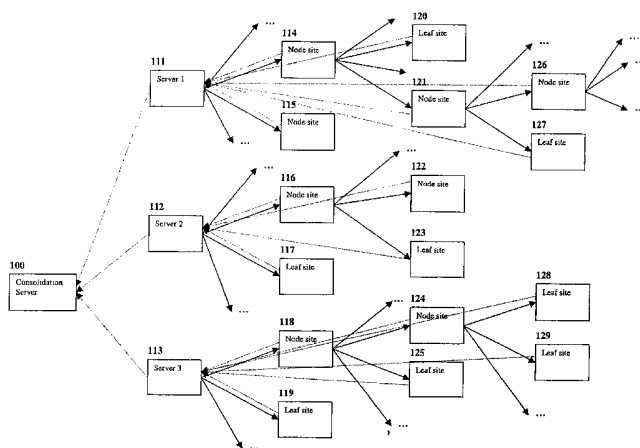 120
Leaf site
114
Node site
111
Server 1
...
...
...
...
126
Node site
...
...
...
121
Node site
115
Node site
...
127
Leaf site
...
122
Node site
116
Node site
...
112
Server 2
123
Leaf site
117
Leaf site
...
100
Consolidation
Server
128
Leaf site
124
Node site
...
118
Node site
129
Leaf site
113
Server 3
125
Leaf site
119
Leaf site
...
...
...